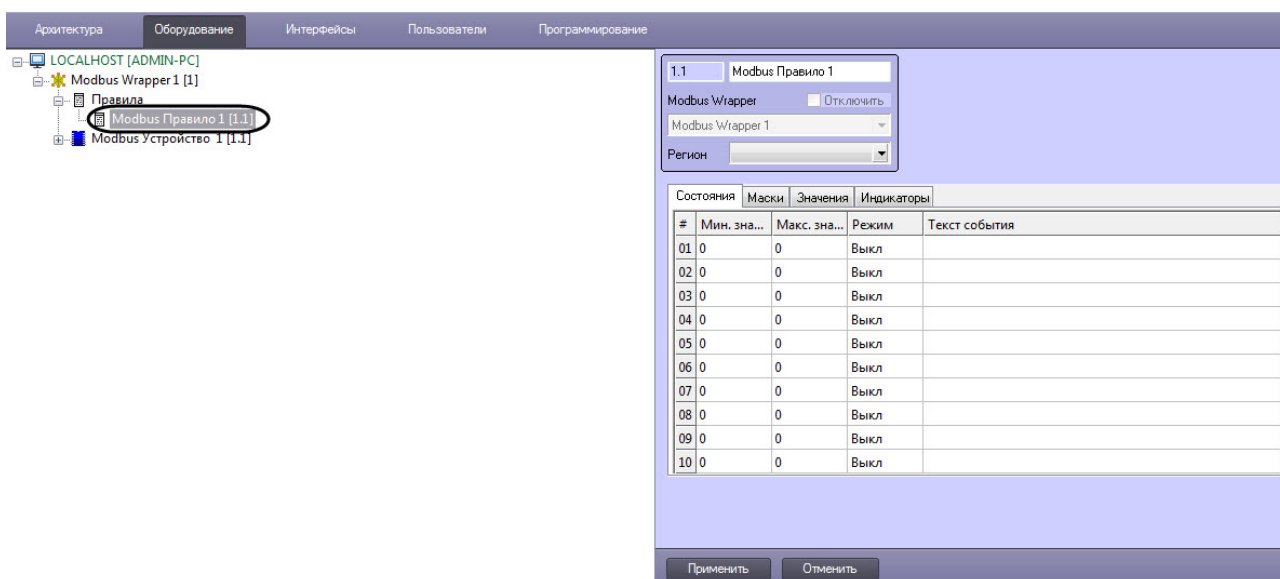 Архитектура Оборудование Интерфейсы Пользователи Программирование
LOCALHOST [ADMIN-PC]
Modbus Wrapper 1 [1]
Правила
Modbus Правило 1 [1.1]
Modbus Устройство 1 [1.1]
1.1 Modbus Правило 1
Modbus Wrapper Отключить
Modbus Wrapper 1
Регион
Состояния Маски Значения Индикаторы
# Мин. зна... Макс. зна... Режим Текст события
01 0 0 Выкл
02 0 0 Выкл
03 0 0 Выкл
04 0 0 Выкл
05 0 0 Выкл
06 0 0 Выкл
07 0 0 Выкл
08 0 0 Выкл
09 0 0 Выкл
10 0 0 Выкл
Применить Отменить